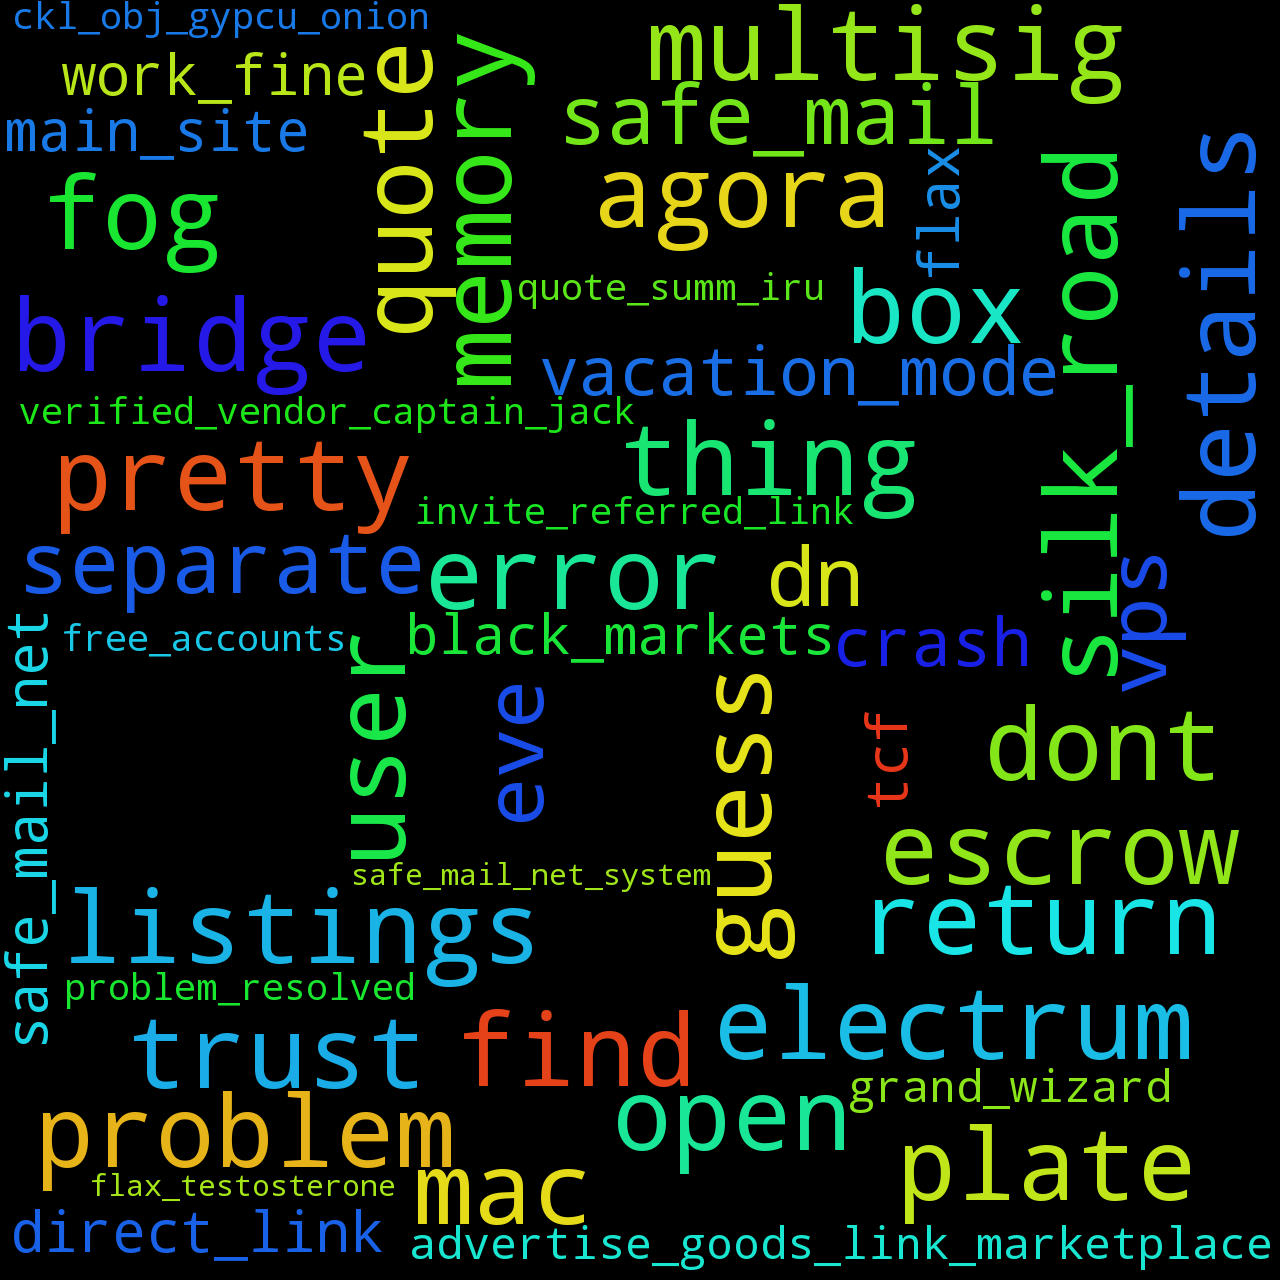 ckl_obj_gypcu_onion
work_fine
main_site
fog
quote
memory
multisig
safe_mail
agora
flax
silk_road
details
quote_summ_iru
box
bridge
vacation_mode
verified_vendor_captain_jack
pretty
thing
invite_referred_link
separate
error
dn
vps
safe_mail_net
free_accounts
user
black_markets
crash
eve
guess
tcf
dont
escrow
safe_mail_net_system
listings
return
problem_resolved
trust
find
electrum
grand_wizard
problem
open
plate
flax_testosterone
mac
direct_link
advertise_goods_link_marketplace